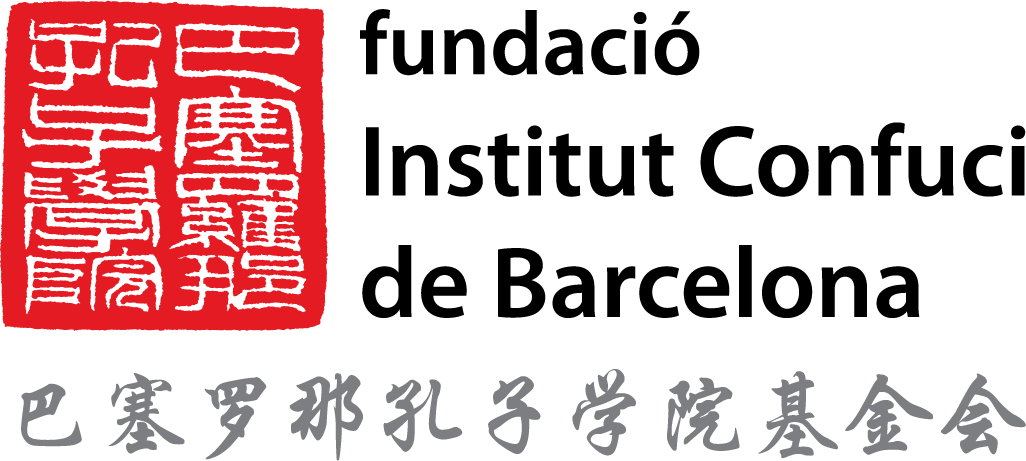 巴塞羅那
孔子學院
fundació
Institut Confuci
de Barcelona
巴塞罗那孔子学院基金会